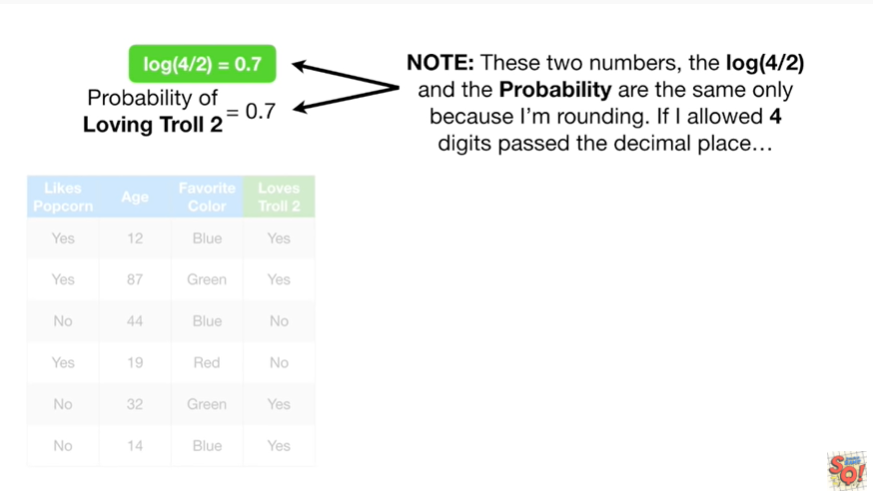 log(4/2) = 0.7
Probability of
Loving Troll 2 = 0.7
NOTE: These two numbers, the log(4/2)
and the Probability are the same only
because I'm rounding. If I allowed 4
digits passed the decimal place...
Likes Popcorn Age Favorite Color Loves Troll 2
Yes 12 Blue Yes
Yes 87 Green Yes
No 44 Blue No
Yes 19 Red No
No 32 Green Yes
No 14 Blue Yes